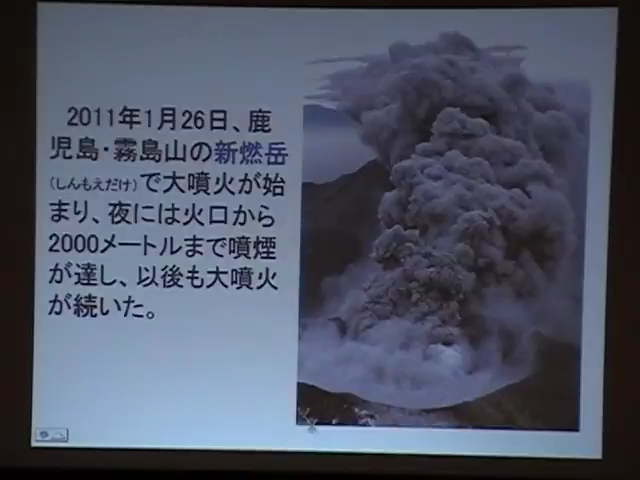 2011年1月26日、鹿
児島・霧島山の新燃岳
(しんもえだけ)で大噴火が始
まり、夜には火口から
2000メートルまで噴煙
が達し、以後も大噴火
が続いた。